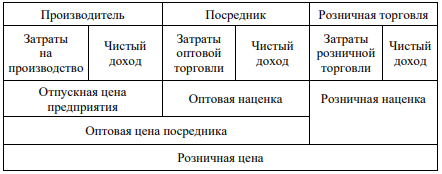 Производитель
Посредник
Розничная торговля
Затраты
на
производство
Чистый
доход
Затраты
оптовой
торговли
Чистый
доход
Затраты
розничной
торговли
Чистый
доход
Отпускная цена
предприятия
Оптовая наценка
Розничная наценка
Оптовая цена посредника
Розничная цена